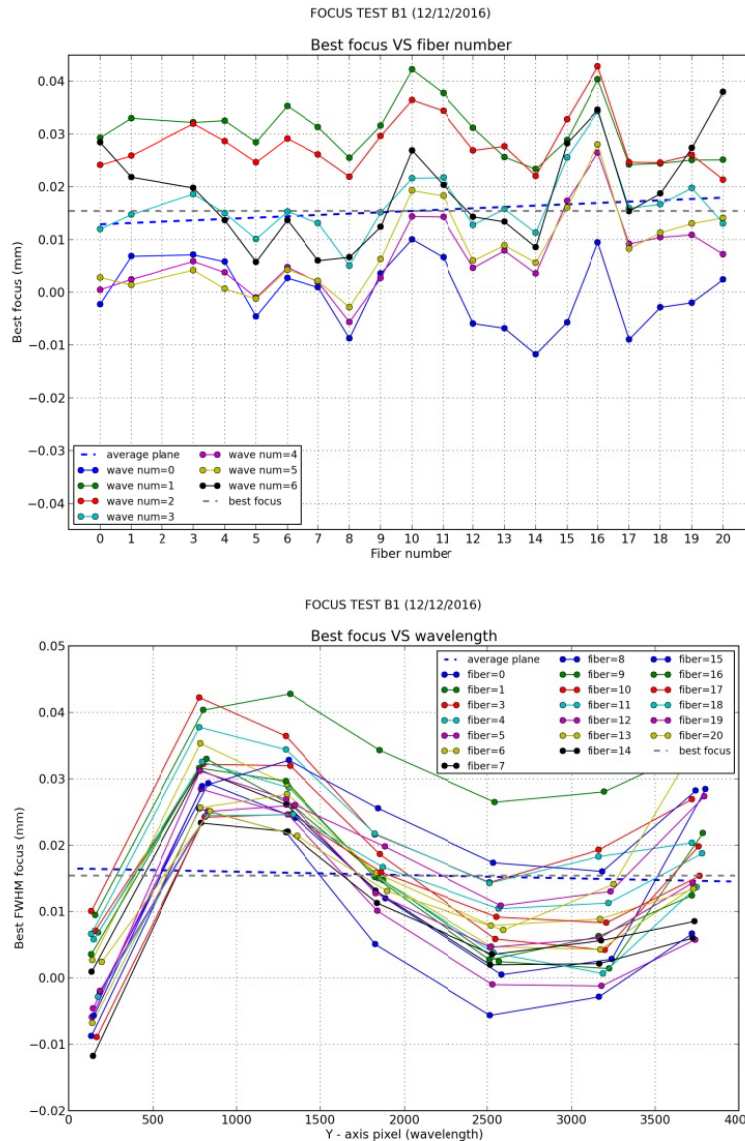 FOCUS TEST B1 (12/12/2016)
Best focus VS fiber number
0.04
0.03
0.02
0.01
0.00
−0.01
−0.02
−0.03
−0.04
Best focus (mm)
average plane
wave num=0
wave num=1
wave num=2
wave num=3
wave num=4
wave num=5
wave num=6
best focus
0 1 2 3 4 5 6 7 8 9 10 11 12 13 14 15 16 17 18 19 20
Fiber number
FOCUS TEST B1 (12/12/2016)
Best focus VS wavelength
0.05
0.04
0.03
0.02
0.01
0.00
−0.01
−0.02
Best FWHM focus (mm)
average plane
fiber=0
fiber=1
fiber=3
fiber=4
fiber=5
fiber=6
fiber=7
fiber=8
fiber=9
fiber=10
fiber=11
fiber=12
fiber=13
fiber=14
fiber=15
fiber=16
fiber=17
fiber=18
fiber=19
fiber=20
best focus
0 500 1000 1500 2000 2500 3000 3500 400
Y - axis pixel (wavelength)